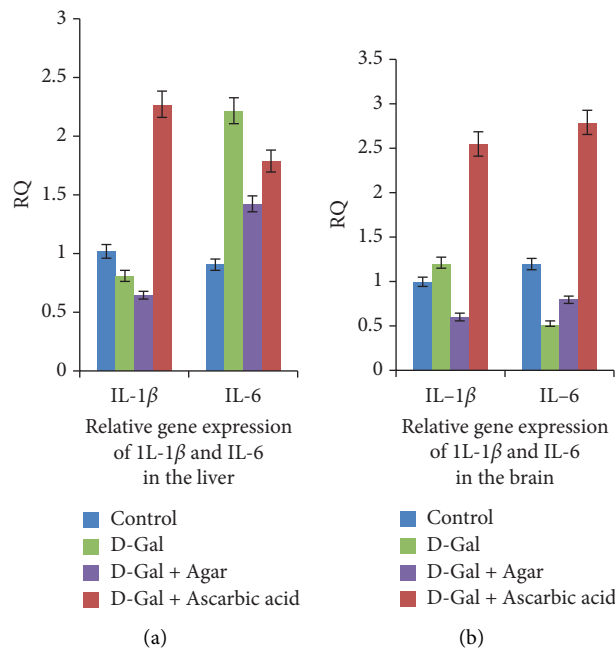 3
2.5
2
1.5
1
0.5
0
RQ
IL-1β
IL-6
Relative gene expression
of 1L-1β and IL-6
in the liver
Control
D-Gal
D-Gal + Agar
D-Gal + Ascarbic acid
(a)
3.5
3
2.5
2
1.5
1
0.5
0
RQ
IL–1β
IL–6
Relative gene expression
of 1L-1β and IL-6
in the brain
Control
D-Gal
D-Gal + Agar
D-Gal + Ascarbic acid
(b)